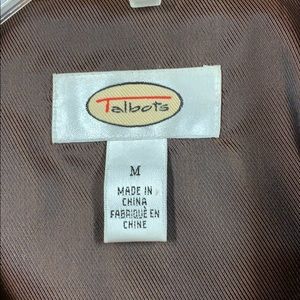 Talbots
M
MADE IN
CHINA
FABRIQUÉ EN
CHINE